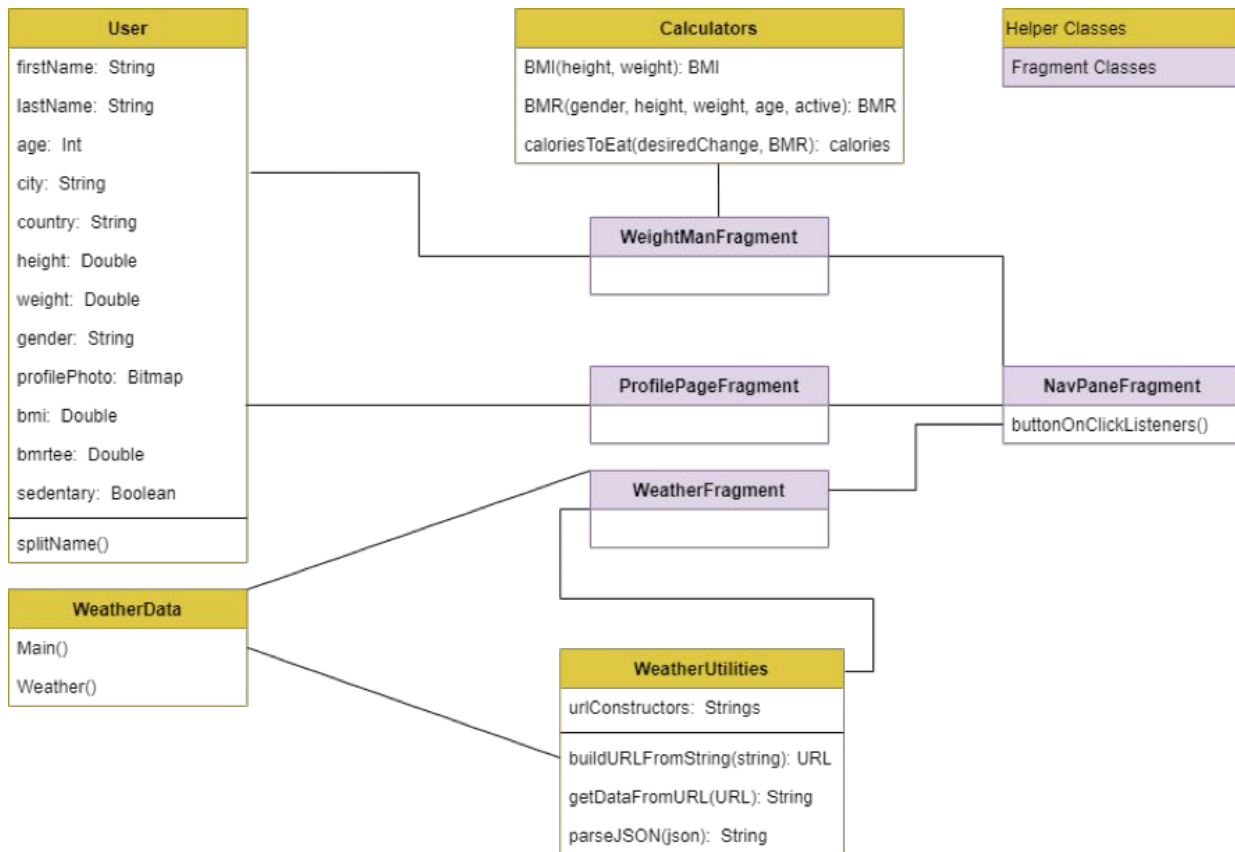 User
firstName: String
lastName: String
age: Int
city: String
country: String
height: Double
weight: Double
gender: String
profilePhoto: Bitmap
bmi: Double
bmrtee: Double
sedentary: Boolean
splitName()
Calculators
BMI(height, weight): BMI
BMR(gender, height, weight, age, active): BMR
caloriesToEat(desiredChange, BMR): calories
Helper Classes
Fragment Classes
WeightManFragment
ProfilePageFragment
NavPaneFragment
buttonOnClickListeners()
WeatherFragment
WeatherData
Main()
Weather()
WeatherUtilities
urlConstructors: Strings
buildURLFromString(string): URL
getDataFromURL(URL): String
parseJSON(json): String